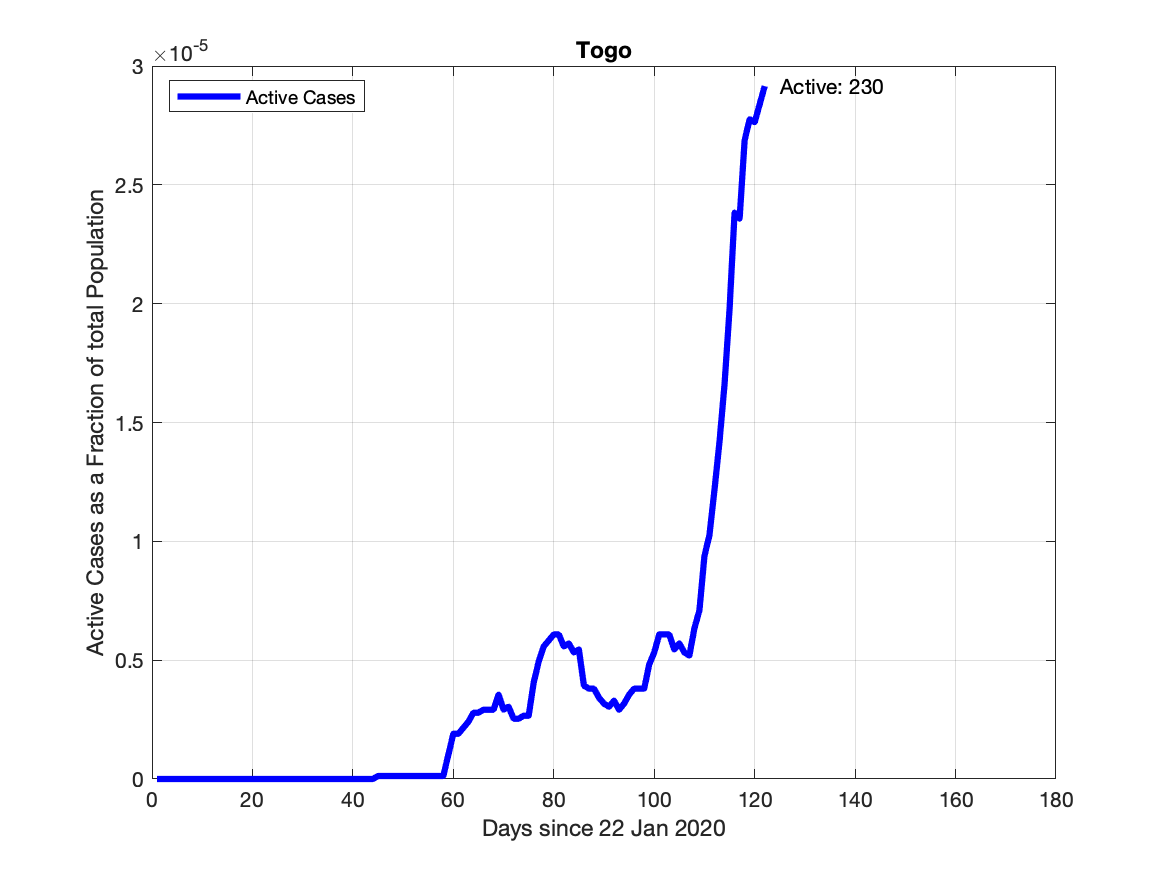 Togo
×10-5
Active Cases
Active: 230
3
2.5
2
1.5
1
0.5
0
Active Cases as a Fraction of total Population
0 20 40 60 80 100 120 140 160 180
Days since 22 Jan 2020